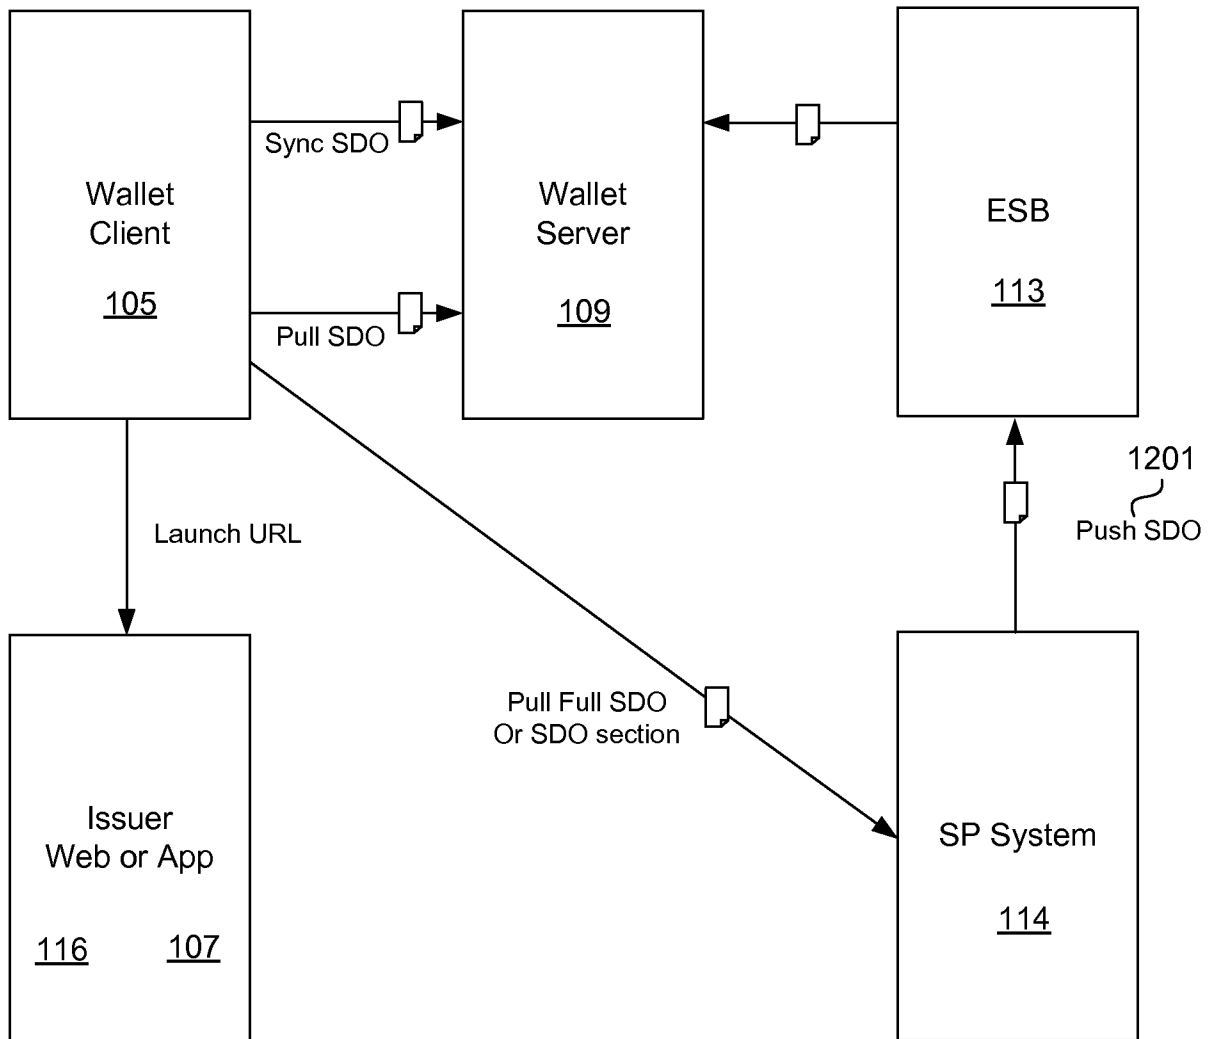 Wallet
Client
105
Sync SDO
Pull SDO
Wallet
Server
109
ESB
113
1201
Push SDO
Launch URL
Pull Full SDO
Or SDO section
Issuer
Web or App
116
107
SP System
114